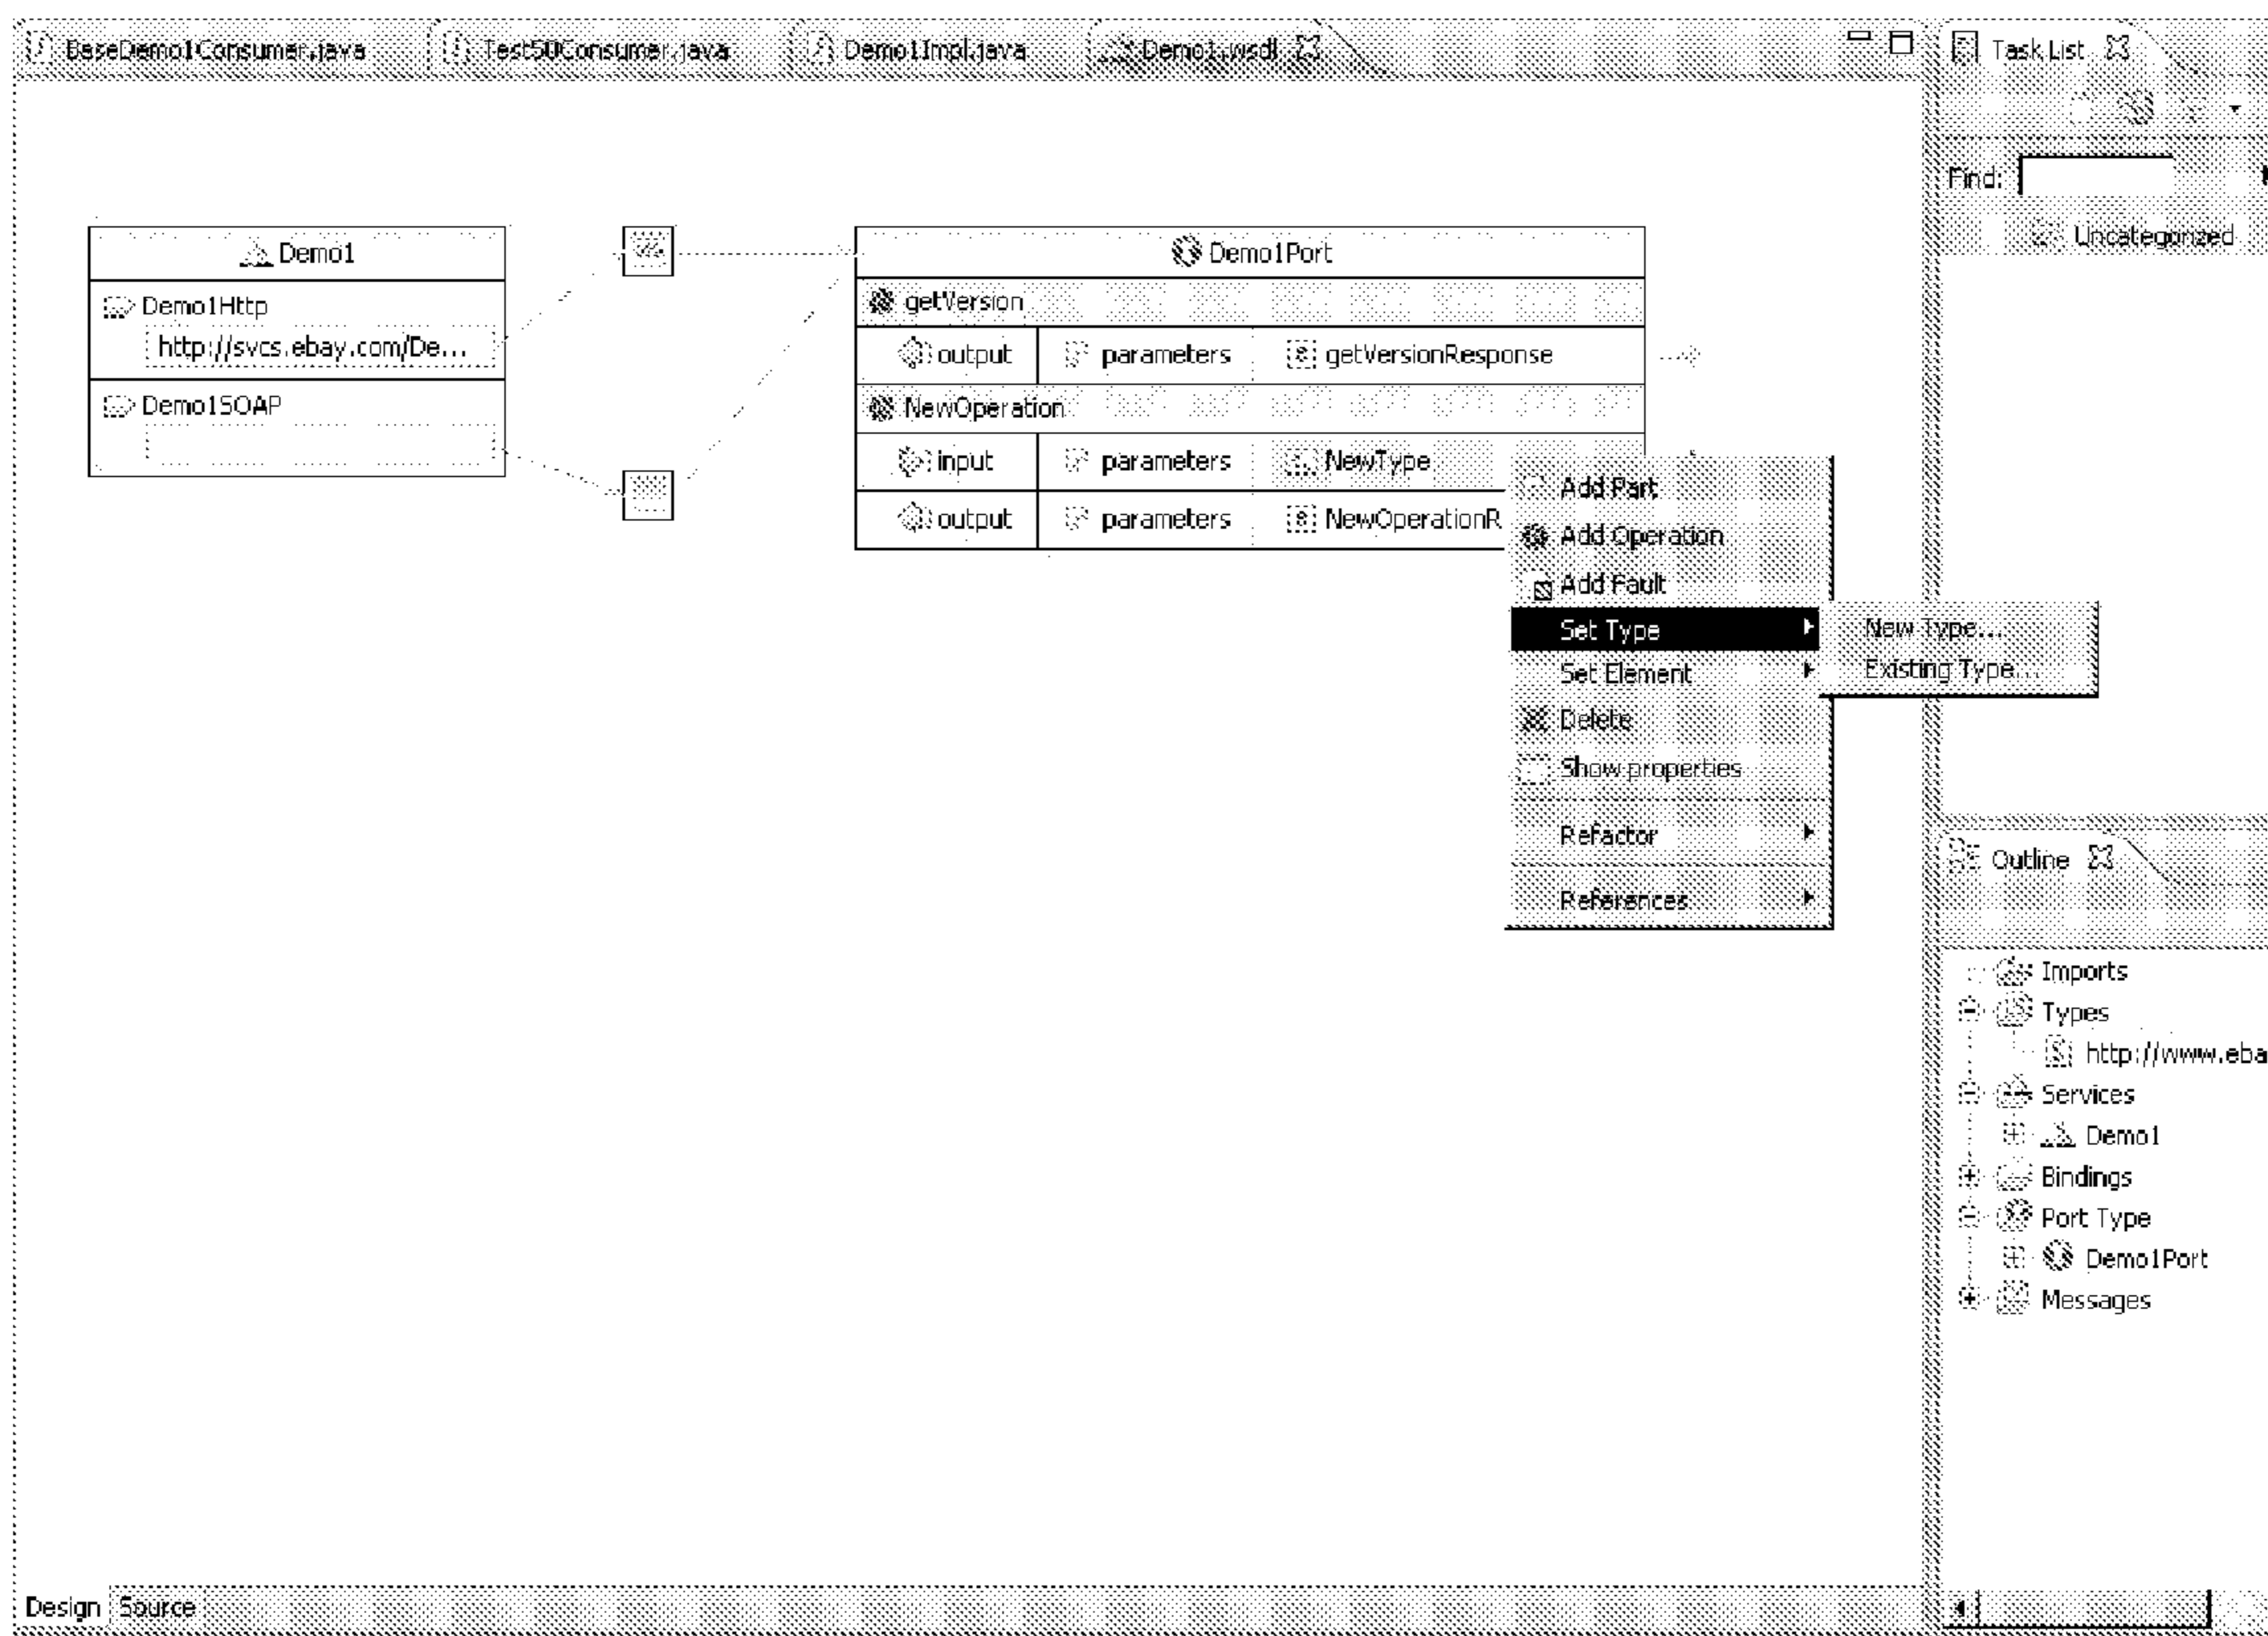 BaseDemo1Consumer.java Test50Consumer.java Demo1Impl.java Demo1.wsdl
Demo1
Demo1Http
http://svcs.ebay.com/De...
Demo1SOAP
Demo1Port
getVersion
output parameters getVersionResponse
NewOperation
input parameters NewType
output parameters NewOperationR
Add Part
Add Operation
Add Fault
Set Type
Set Element
Delete
Show properties
Refactor
References
New Type...
Existing Type...
Design Source
Task List
Find:
Uncategorized
Outline
Imports
Types
http://www.eba
Services
Demo1
Bindings
Port Type
Demo1Port
Messages